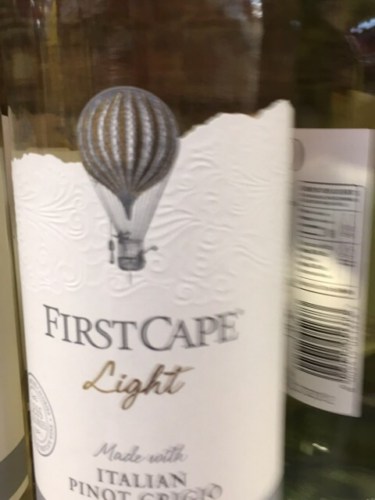 FIRST CAPE
Light
Made with
ITALIAN
PINOT GRIGIO